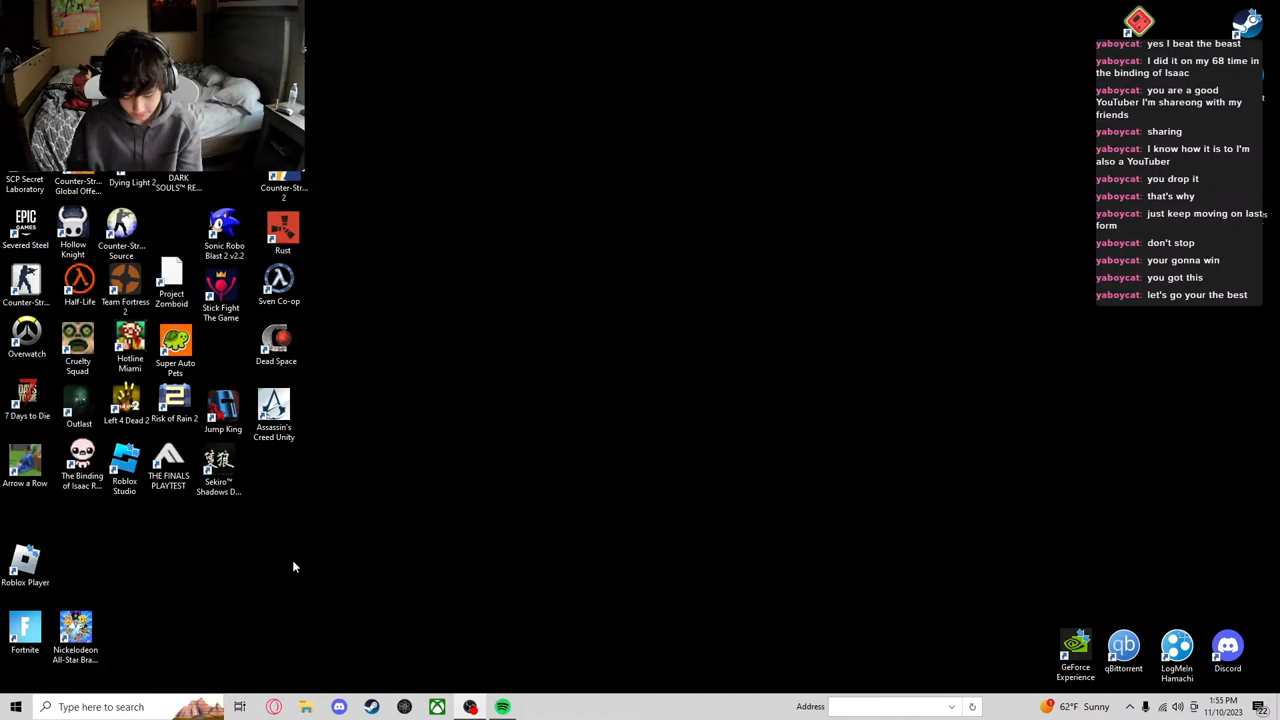 yaboycat: yes I beat the beast
yaboycat: I did it on my 68 time in
the binding of Isaac
yaboycat: you are a good
YouTuber I'm shareong with my
friends
yaboycat: sharing
yaboycat: I know how it is to I'm
also a YouTuber
yaboycat: you drop it
yaboycat: that's why
yaboycat: just keep moving on last
form
yaboycat: don't stop
yaboycat: your gonna win
yaboycat: you got this
yaboycat: let's go your the best
SCP Secret
Laboratory
Counter-Str...
Global Offe...
Dying Light 2
DARK
SOULS™ RE...
Counter-Str...
2
EPIC
GAMES
Severed Steel
Hollow
Knight
Counter-Str...
Source
Sonic Robo
Blast 2 v2.2
Rust
Counter-Str...
Half-Life
Team Fortress
2
Project
Zomboid
Stick Fight
The Game
Sven Co-op
Overwatch
Cruelty
Squad
Hotline
Miami
Super Auto
Pets
Dead Space
7 Days to Die
Outlast
Left 4 Dead 2
Risk of Rain 2
Jump King
Assassin's
Creed Unity
Arrow a Row
The Binding
of Isaac R...
Roblox
Studio
THE FINALS
PLAYTEST
Sekiro™
Shadows D...
Roblox Player
Fortnite
Nickelodeon
All-Star Bra...
GeForce
Experience
qb
qBittorrent
LogMeIn
Hamachi
Discord
Type here to search
Address
62°F Sunny
1:55 PM
11/10/2023
22